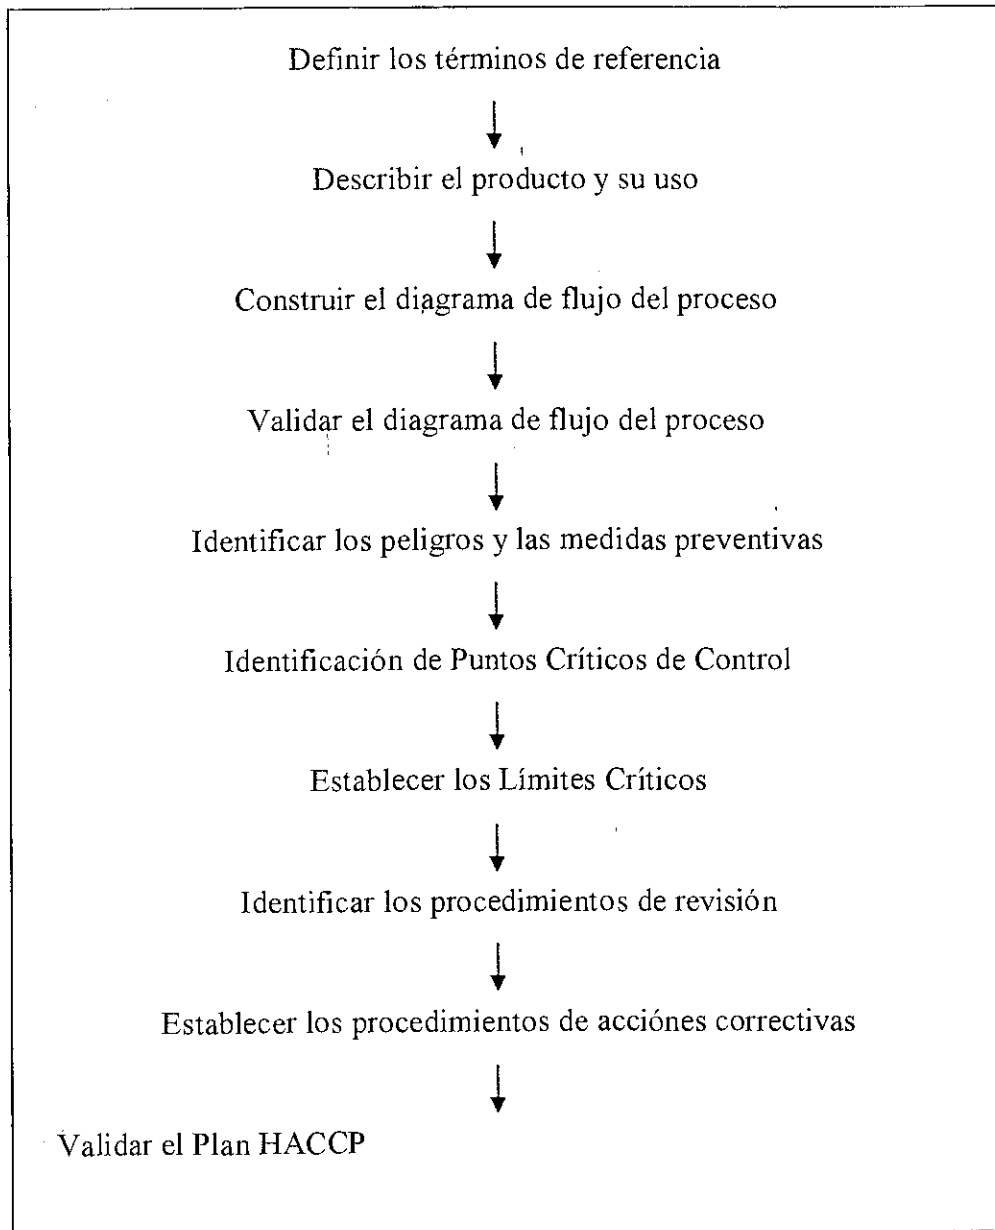 Definir los términos de referencia
Describir el producto y su uso
Construir el diagrama de flujo del proceso
Validar el diagrama de flujo del proceso
Identificar los peligros y las medidas preventivas
Identificación de Puntos Críticos de Control
Establecer los Límites Críticos
Identificar los procedimientos de revisión
Establecer los procedimientos de acciónes correctivas
Validar el Plan HACCP